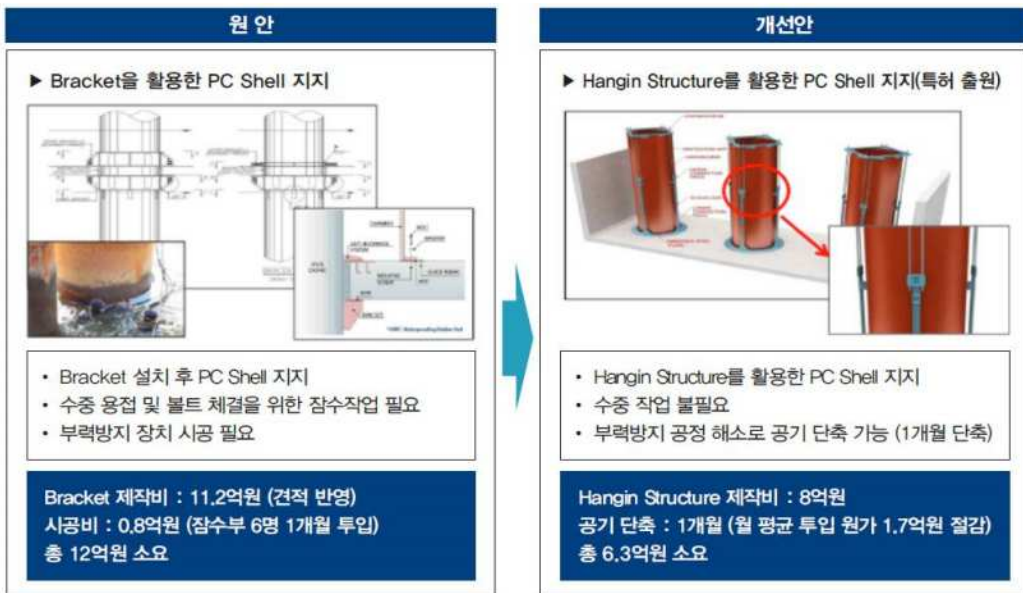 원 안
▶ Bracket을 활용한 PC Shell 지지
• Bracket 설치 후 PC Shell 지지
• 수중 용접 및 볼트 체결을 위한 잠수작업 필요
• 부력방지 장치 시공 필요
Bracket 제작비 : 11.2억원 (견적 반영)
시공비 : 0.8억원 (잠수부 6명 1개월 투입)
총 12억원 소요
개선안
▶ Hangin Structure를 활용한 PC Shell 지지(특허 출원)
• Hangin Structure를 활용한 PC Shell 지지
• 수중 작업 불필요
• 부력방지 공정 해소로 공기 단축 가능 (1개월 단축)
Hangin Structure 제작비 : 8억원
공기 단축 : 1개월 (월 평균 투입 원가 1.7억원 절감)
총 6.3억원 소요